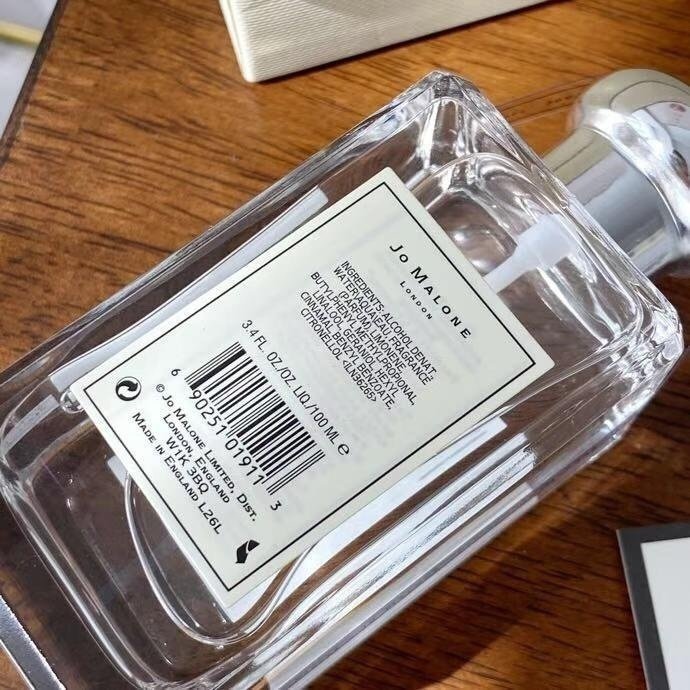 JO MALONE
LONDON
INGREDIENTS: ALCOHOL DENAT.
WATER\AQUA\EAU, FRAGRANCE
(PARFUM), LIMONENE,
BUTYLPHENYL METHYLPROPIONAL,
LINALOOL, GERANIOL, HEXYL
CINNAMAL, BENZYL BENZOATE,
CITRONELLOL <ILN36265>
3.4 FL. OZ/OZ. LIQ./100 ML e
6 90251 01911 3
© JO MALONE LIMITED, DIST.
LONDON, ENGLAND
W1K 3BQ
MADE IN ENGLAND L26L